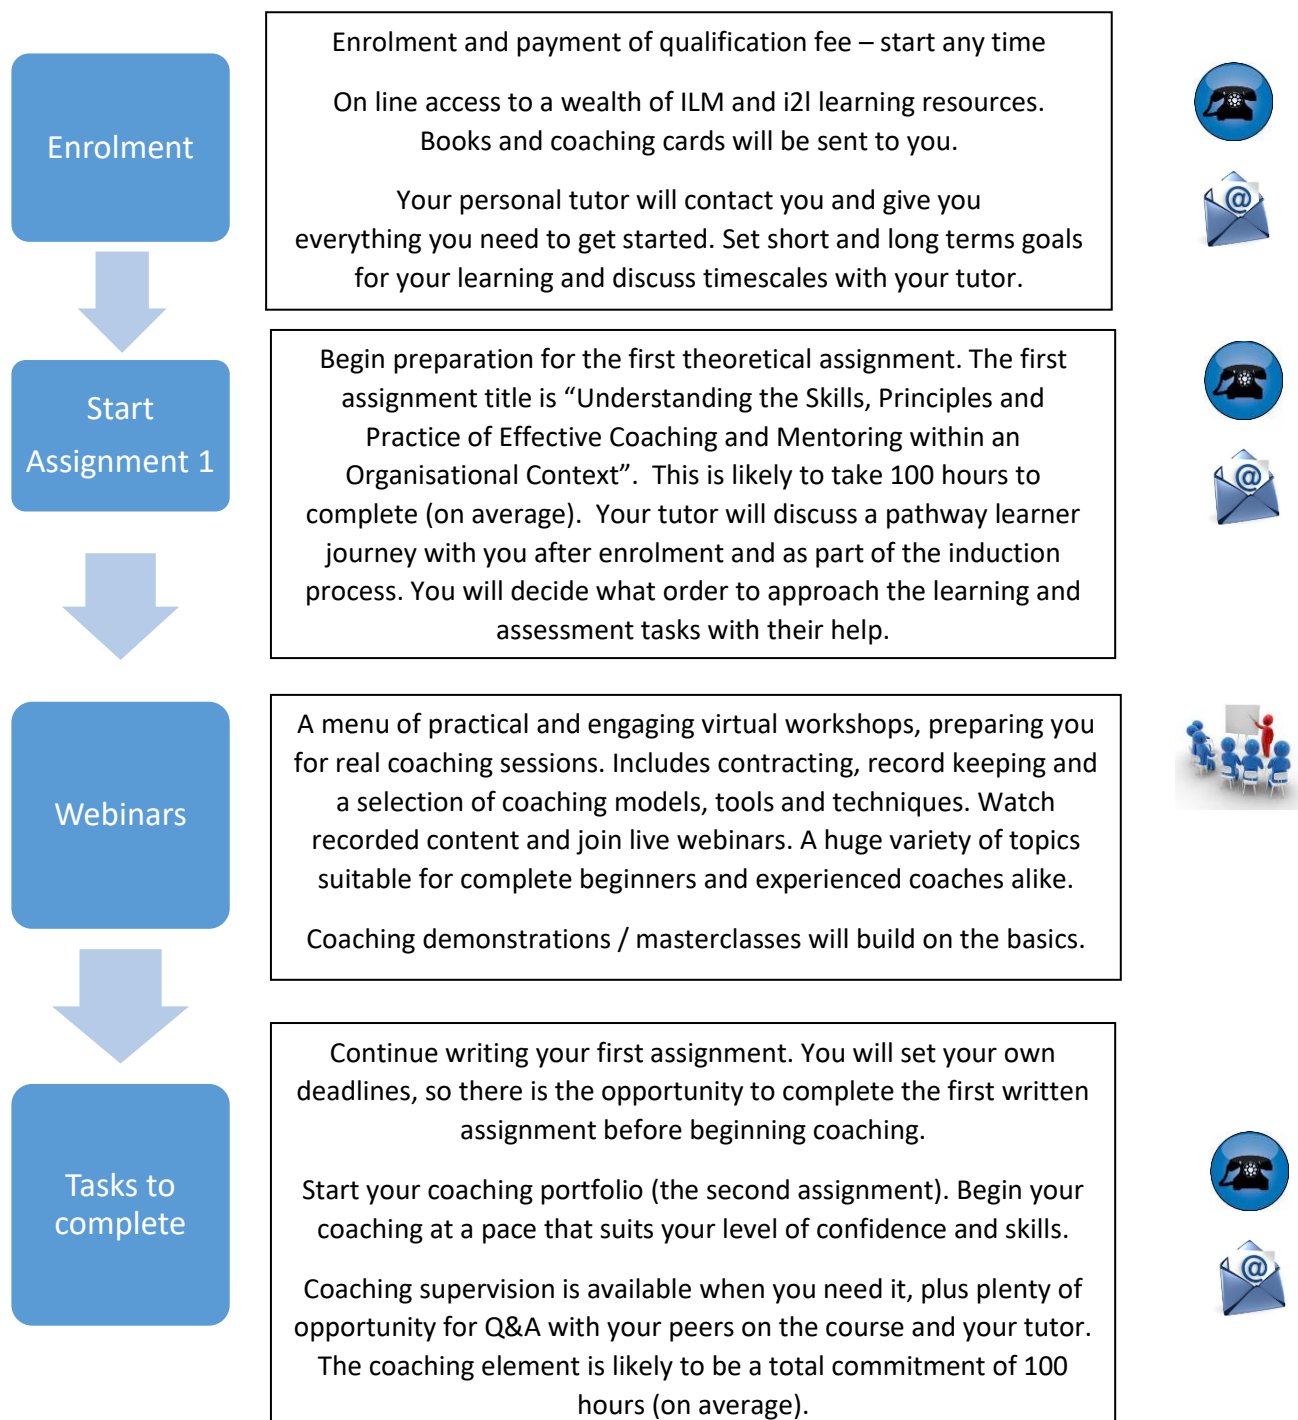 Enrolment
Enrolment and payment of qualification fee – start any time
On line access to a wealth of ILM and i2l learning resources.
Books and coaching cards will be sent to you.
Your personal tutor will contact you and give you
everything you need to get started. Set short and long terms goals
for your learning and discuss timescales with your tutor.
@
Start
Assignment 1
Begin preparation for the first theoretical assignment. The first
assignment title is “Understanding the Skills, Principles and
Practice of Effective Coaching and Mentoring within an
Organisational Context”.  This is likely to take 100 hours to
complete (on average).  Your tutor will discuss a pathway learner
journey with you after enrolment and as part of the induction
process. You will decide what order to approach the learning and
assessment tasks with their help.
@
Webinars
A menu of practical and engaging virtual workshops, preparing you
for real coaching sessions. Includes contracting, record keeping and
a selection of coaching models, tools and techniques. Watch
recorded content and join live webinars. A huge variety of topics
suitable for complete beginners and experienced coaches alike.
Coaching demonstrations / masterclasses will build on the basics.
Tasks to
complete
Continue writing your first assignment. You will set your own
deadlines, so there is the opportunity to complete the first written
assignment before beginning coaching.
Start your coaching portfolio (the second assignment). Begin your
coaching at a pace that suits your level of confidence and skills.
Coaching supervision is available when you need it, plus plenty of
opportunity for Q&A with your peers on the course and your tutor.
The coaching element is likely to be a total commitment of 100
hours (on average).
@